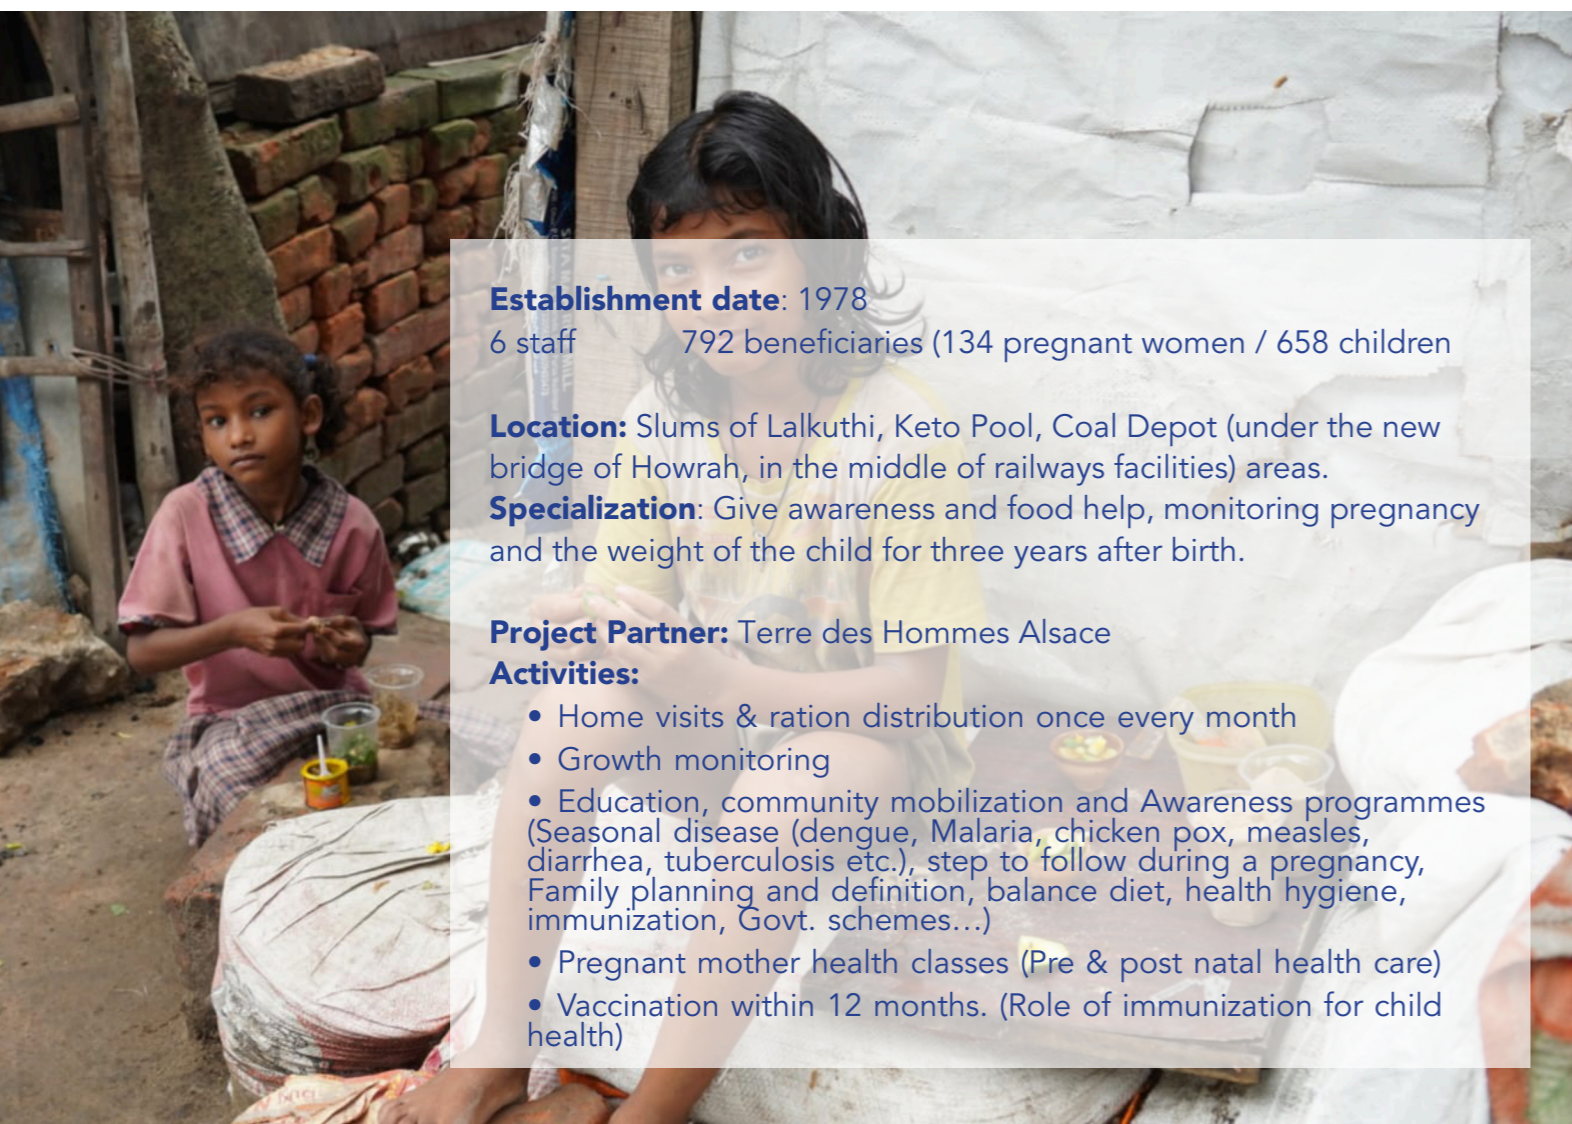 Establishment date: 1978
6 staff 792 beneficiaries (134 pregnant women / 658 children
Location: Slums of Lalkuthi, Keto Pool, Coal Depot (under the new
bridge of Howrah, in the middle of railways facilities) areas.
Specialization: Give awareness and food help, monitoring pregnancy
and the weight of the child for three years after birth.
Project Partner: Terre des Hommes Alsace
Activities:
• Home visits & ration distribution once every month
• Growth monitoring
• Education, community mobilization and Awareness programmes
(Seasonal disease (dengue, Malaria, chicken pox, measles,
diarrhea, tuberculosis etc.), step to follow during a pregnancy,
Family planning and definition, balance diet, health hygiene,
immunization, Govt. schemes...)
• Pregnant mother health classes (Pre & post natal health care)
• Vaccination within 12 months. (Role of immunization for child
health)